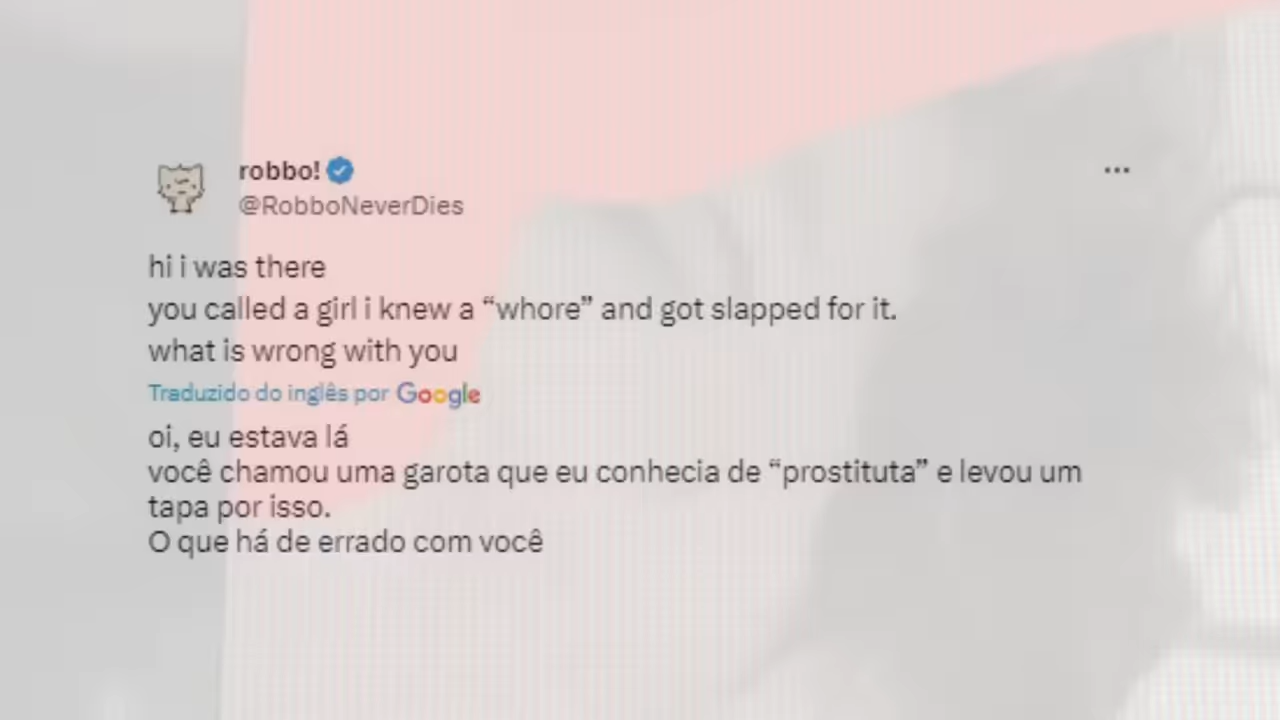 robbo!
@RobboNeverDies
hi i was there
you called a girl i knew a “whore” and got slapped for it.
what is wrong with you
Traduzido do inglês por Google
oi, eu estava lá
você chamou uma garota que eu conhecia de “prostituta” e levou um
tapa por isso.
O que há de errado com você